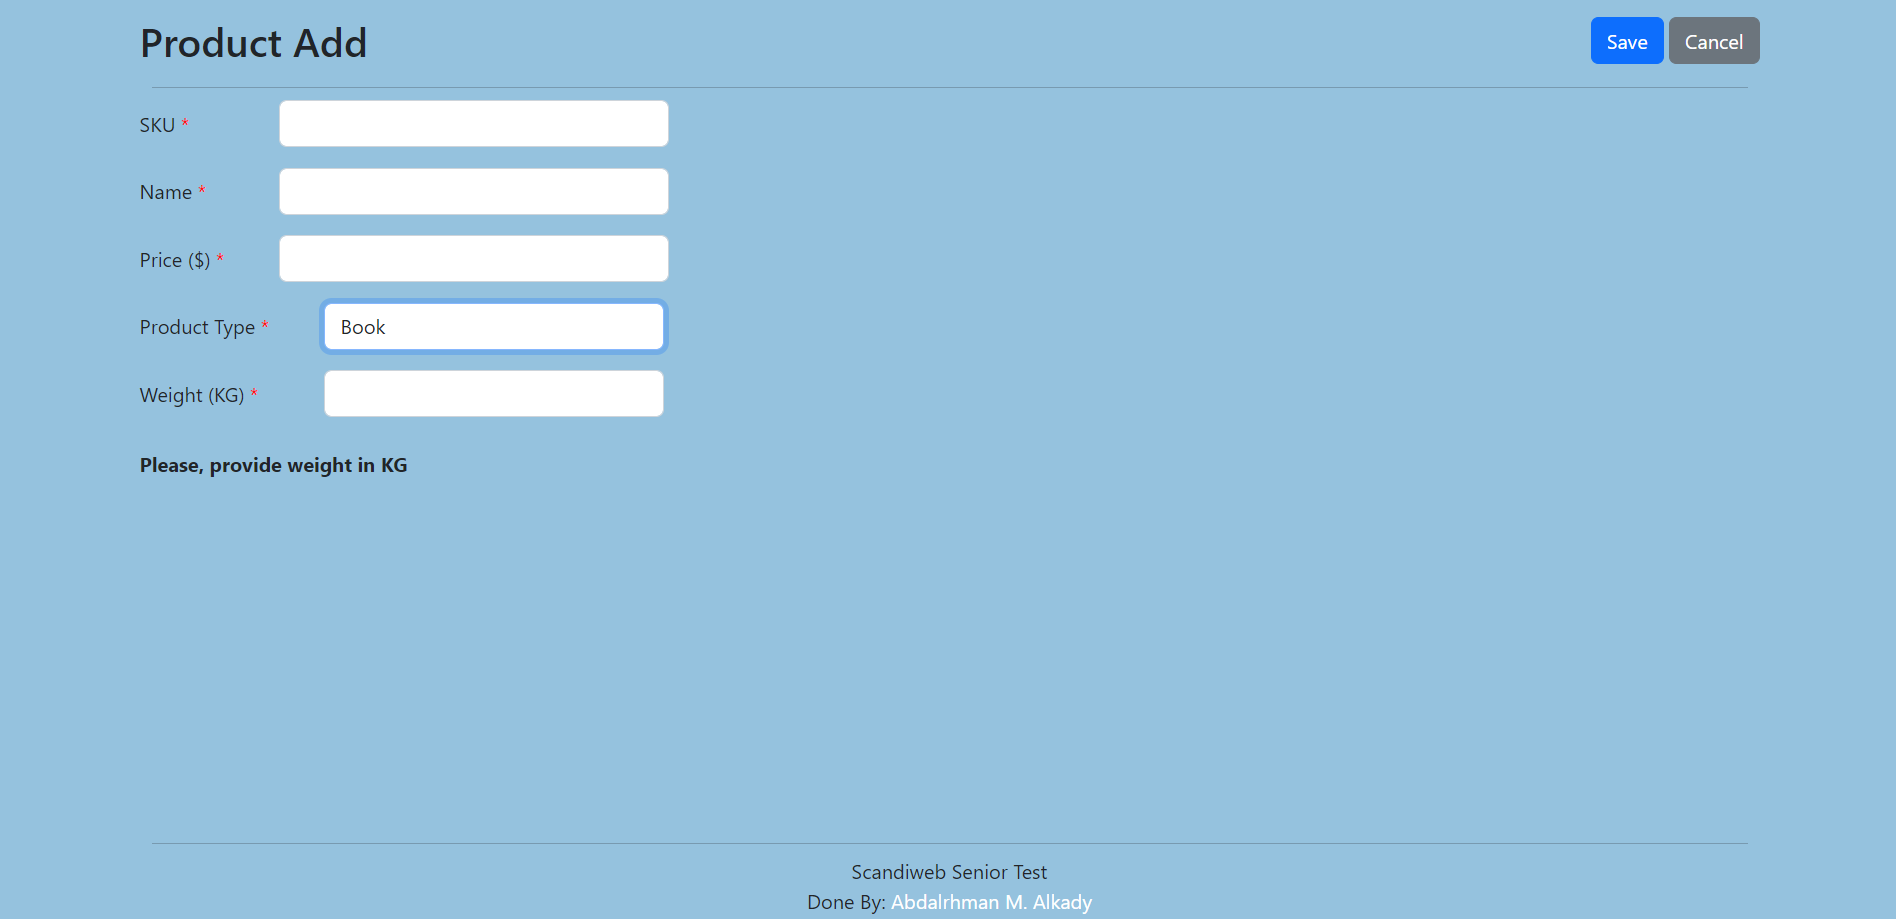 Product Add
Save Cancel
SKU *
Name *
Price ($) *
Product Type * Book
Weight (KG) *
Please, provide weight in KG
Scandiweb Senior Test
Done By: Abdalrhman M. Alkady